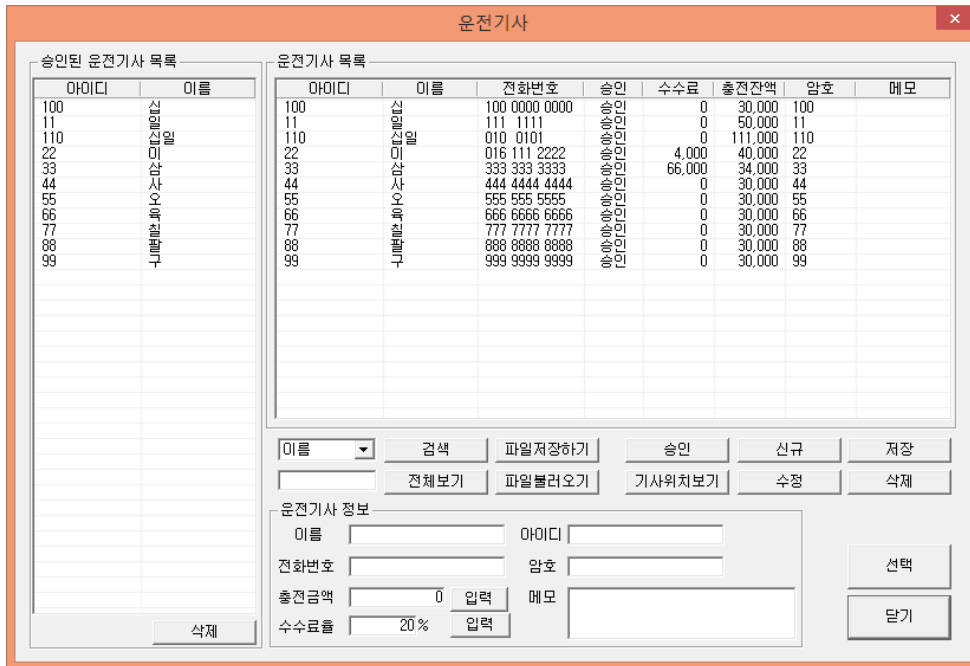 운전기사
승인된 운전기사 목록
아이디 이름
100 십
11 일
110 십일
22 이
33 삼
44 사
55 오
66 육
77 칠
88 팔
99 구
삭제
운전기사 목록
아이디 이름 전화번호 승인 수수료 충전잔액 암호 메모
100 십 100 0000 0000 승인 0 30,000 100
11 일 111 1111 승인 0 50,000 11
110 십일 010 0101 승인 0 111,000 110
22 이 016 111 2222 승인 4,000 40,000 22
33 삼 333 333 3333 승인 66,000 34,000 33
44 사 444 4444 4444 승인 0 30,000 44
55 오 555 555 5555 승인 0 30,000 55
66 육 666 6666 6666 승인 0 30,000 66
77 칠 777 7777 7777 승인 0 30,000 77
88 팔 888 8888 8888 승인 0 30,000 88
99 구 999 9999 9999 승인 0 30,000 99
이름 검색 파일저장하기 승인 신규 저장
전체보기 파일불러오기 기사위치보기 수정 삭제
운전기사 정보
이름 아이디
전화번호 암호
충전금액 0 입력 메모
수수료율 20 % 입력
선택
닫기